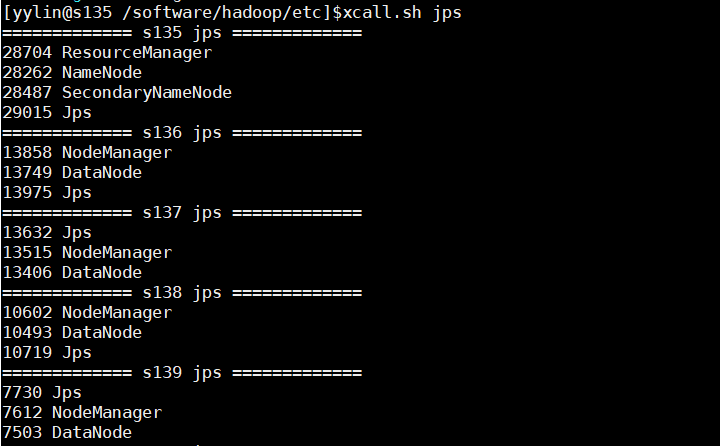 [yylin@s135 /software/hadoop/etc]$xcall.sh jps
============= s135 jps =============
28704 ResourceManager
28262 NameNode
28487 SecondaryNameNode
29015 Jps
============= s136 jps =============
13858 NodeManager
13749 DataNode
13975 Jps
============= s137 jps =============
13632 Jps
13515 NodeManager
13406 DataNode
============= s138 jps =============
10602 NodeManager
10493 DataNode
10719 Jps
============= s139 jps =============
7730 Jps
7612 NodeManager
7503 DataNode